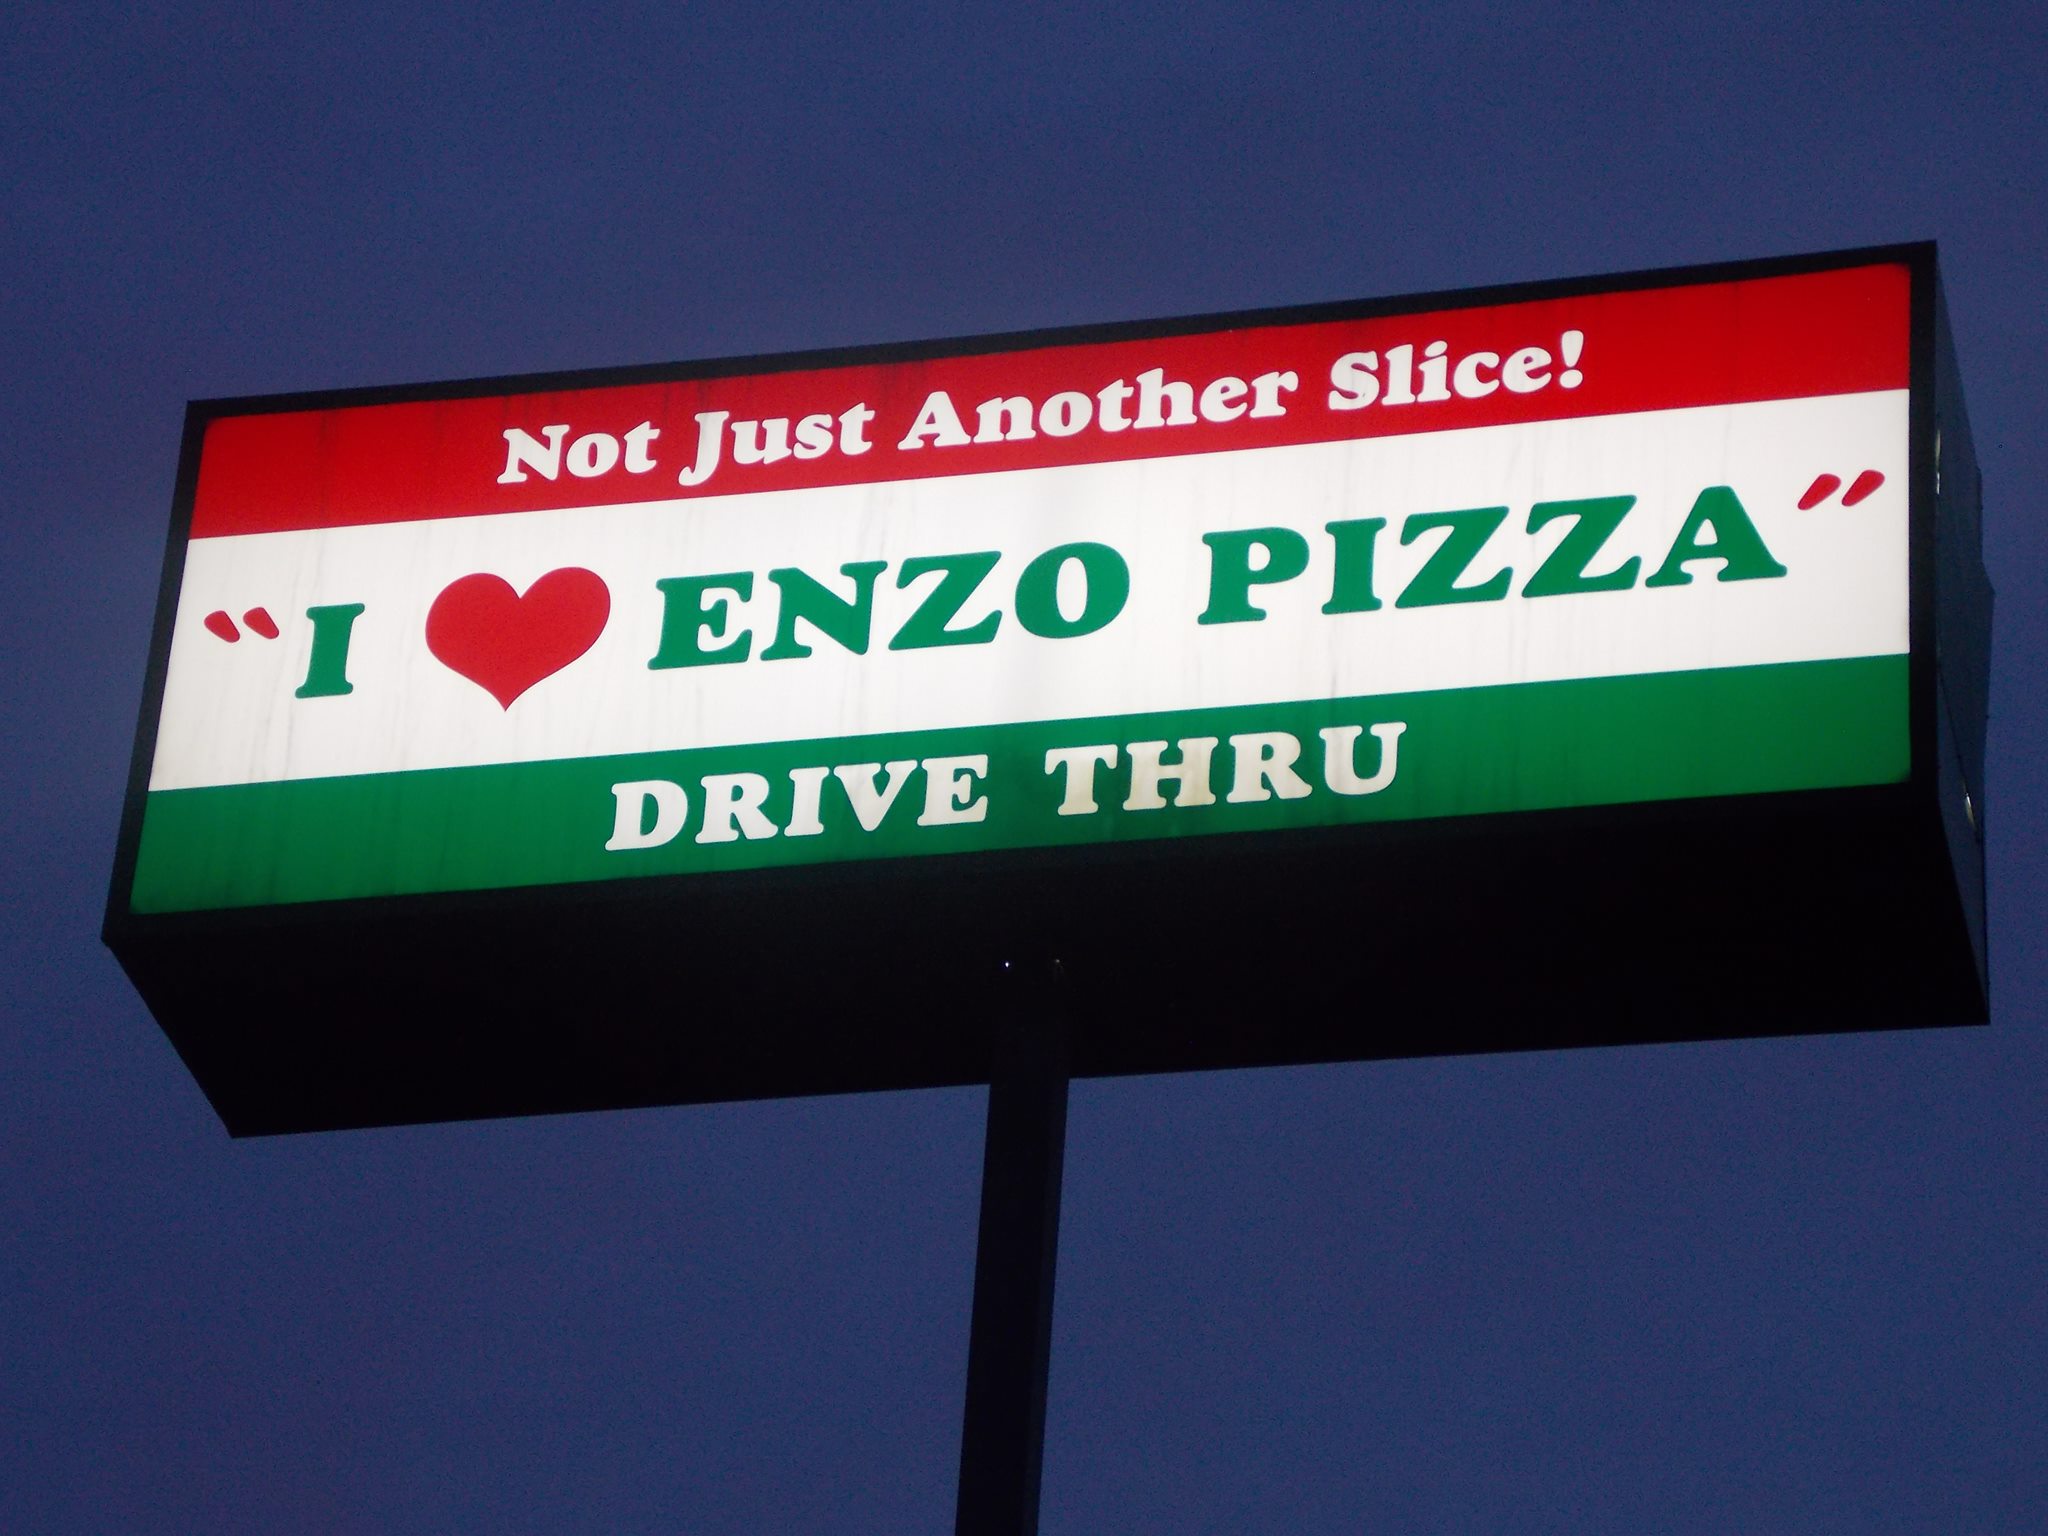 Not Just Another Slice!
"I ♥ ENZO PIZZA"
DRIVE THRU